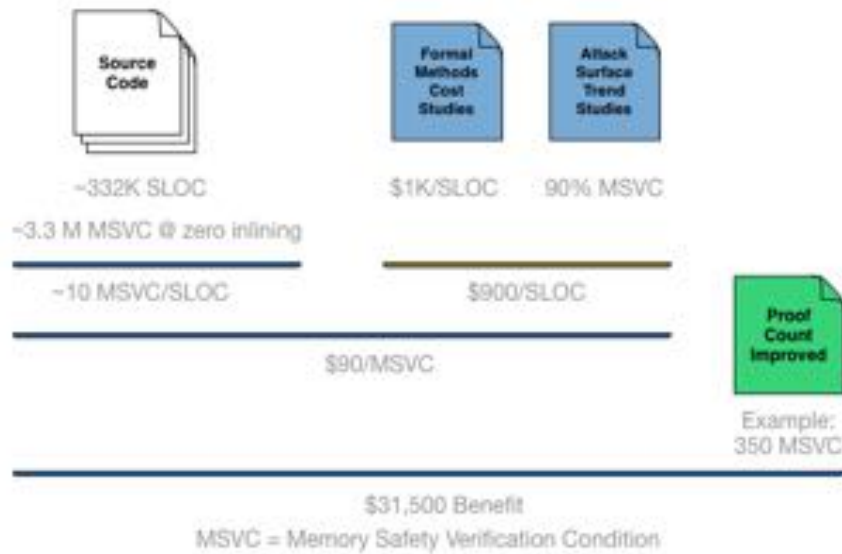 Source
Code
Formal
Methods
Cost
Studies
Attack
Surface
Trend
Studies
~332K SLOC
$1K/SLOC
90% MSVC
~3.3 M MSVC @ zero inlining
~10 MSVC/SLOC
$900/SLOC
Proof
Count
Improved
$90/MSVC
Example:
350 MSVC
$31,500 Benefit
MSVC = Memory Safety Verification Condition